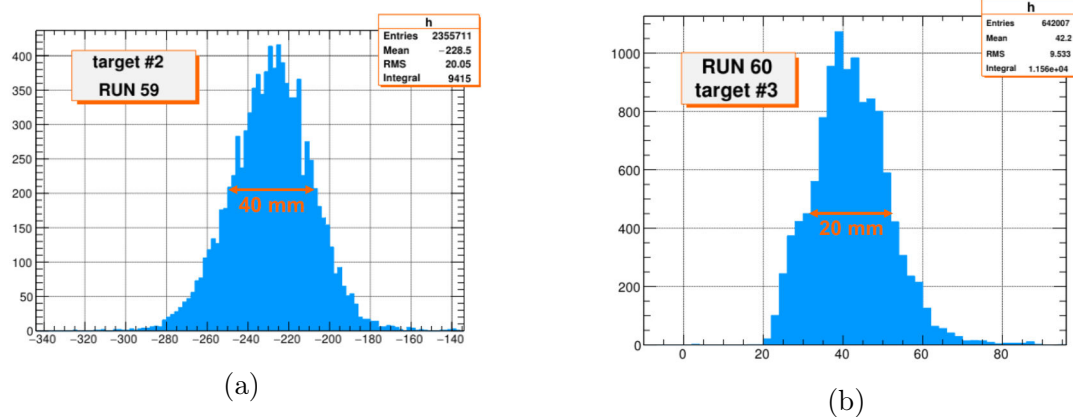 h
Entries 2355711
Mean −228.5
RMS 20.05
Integral 9415
target #2
RUN 59
400
350
300
250
200
150
100
50
0
40 mm
−340 −320 −300 −280 −260 −240 −220 −200 −180 −160 −140
(a)
h
Entries 642007
Mean 42.2
RMS 9.533
Integral 1.156e+04
RUN 60
target #3
1000
800
600
400
200
0
20 mm
0 20 40 60 80
(b)